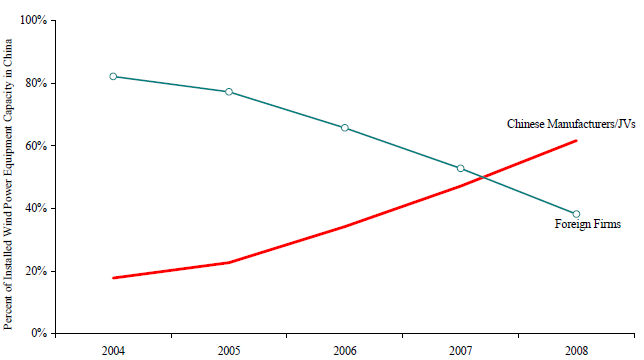 Percent of Installed Wind Power Equipment Capacity in China
100%
80%
60%
40%
20%
0%
Chinese Manufacturers/JVs
Foreign Firms
2004 2005 2006 2007 2008